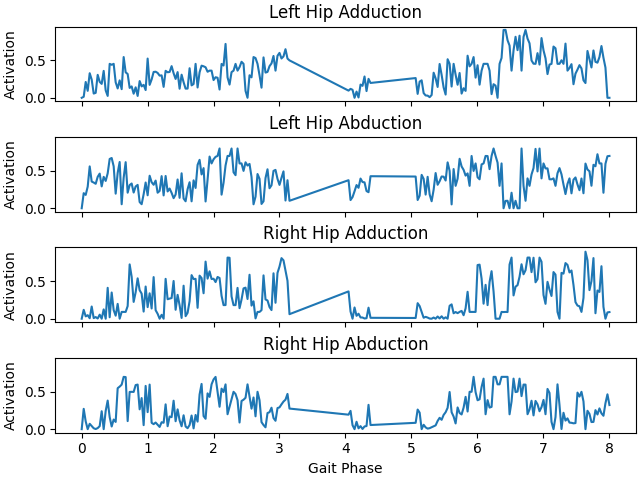 Left Hip Adduction
Activation
0.5
0.0
Left Hip Abduction
Activation
0.5
0.0
Right Hip Adduction
Activation
0.5
0.0
Right Hip Abduction
Activation
0.5
0.0
0 1 2 3 4 5 6 7 8
Gait Phase